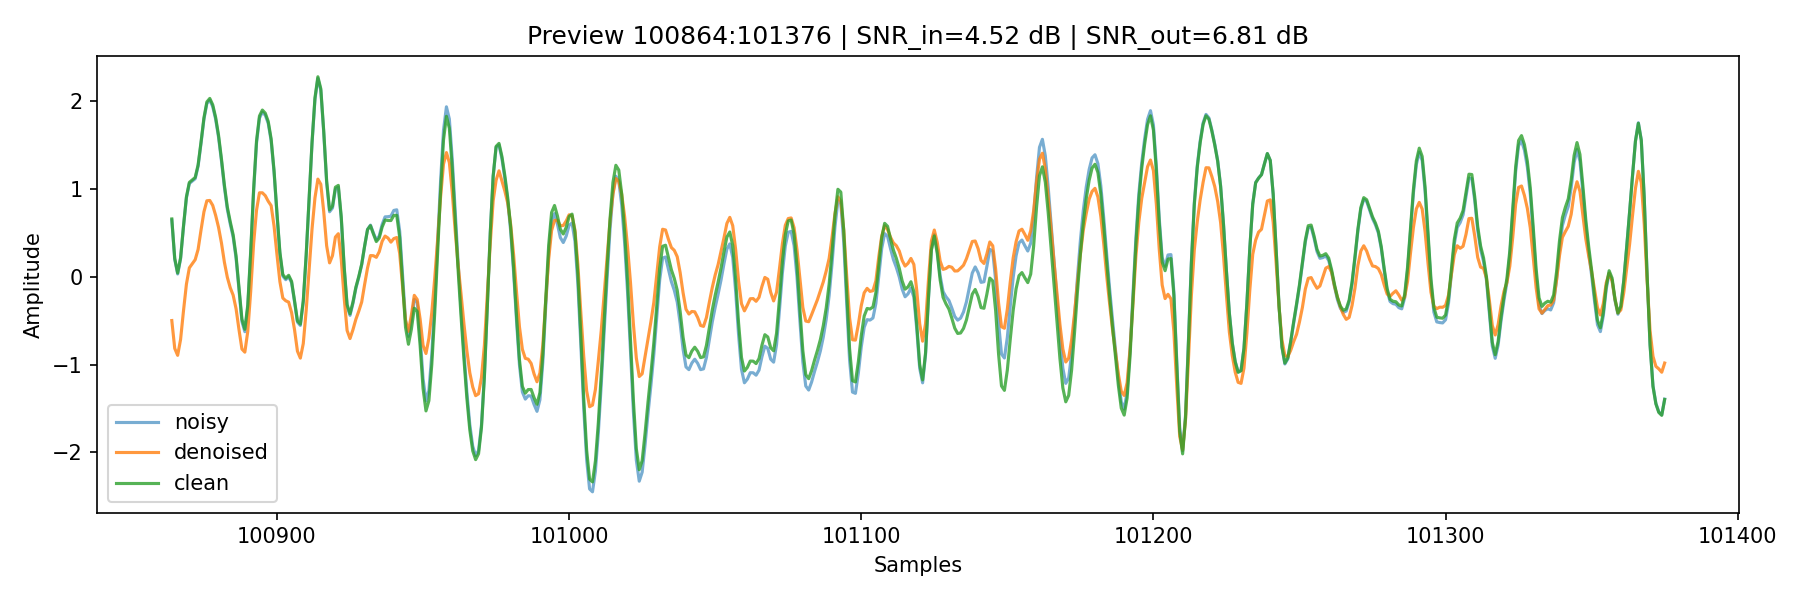 Preview 100864:101376 | SNR_in=4.52 dB | SNR_out=6.81 dB
Amplitude
2
1
0
−1
−2
noisy
denoised
clean
100900 101000 101100 101200 101300 101400
Samples